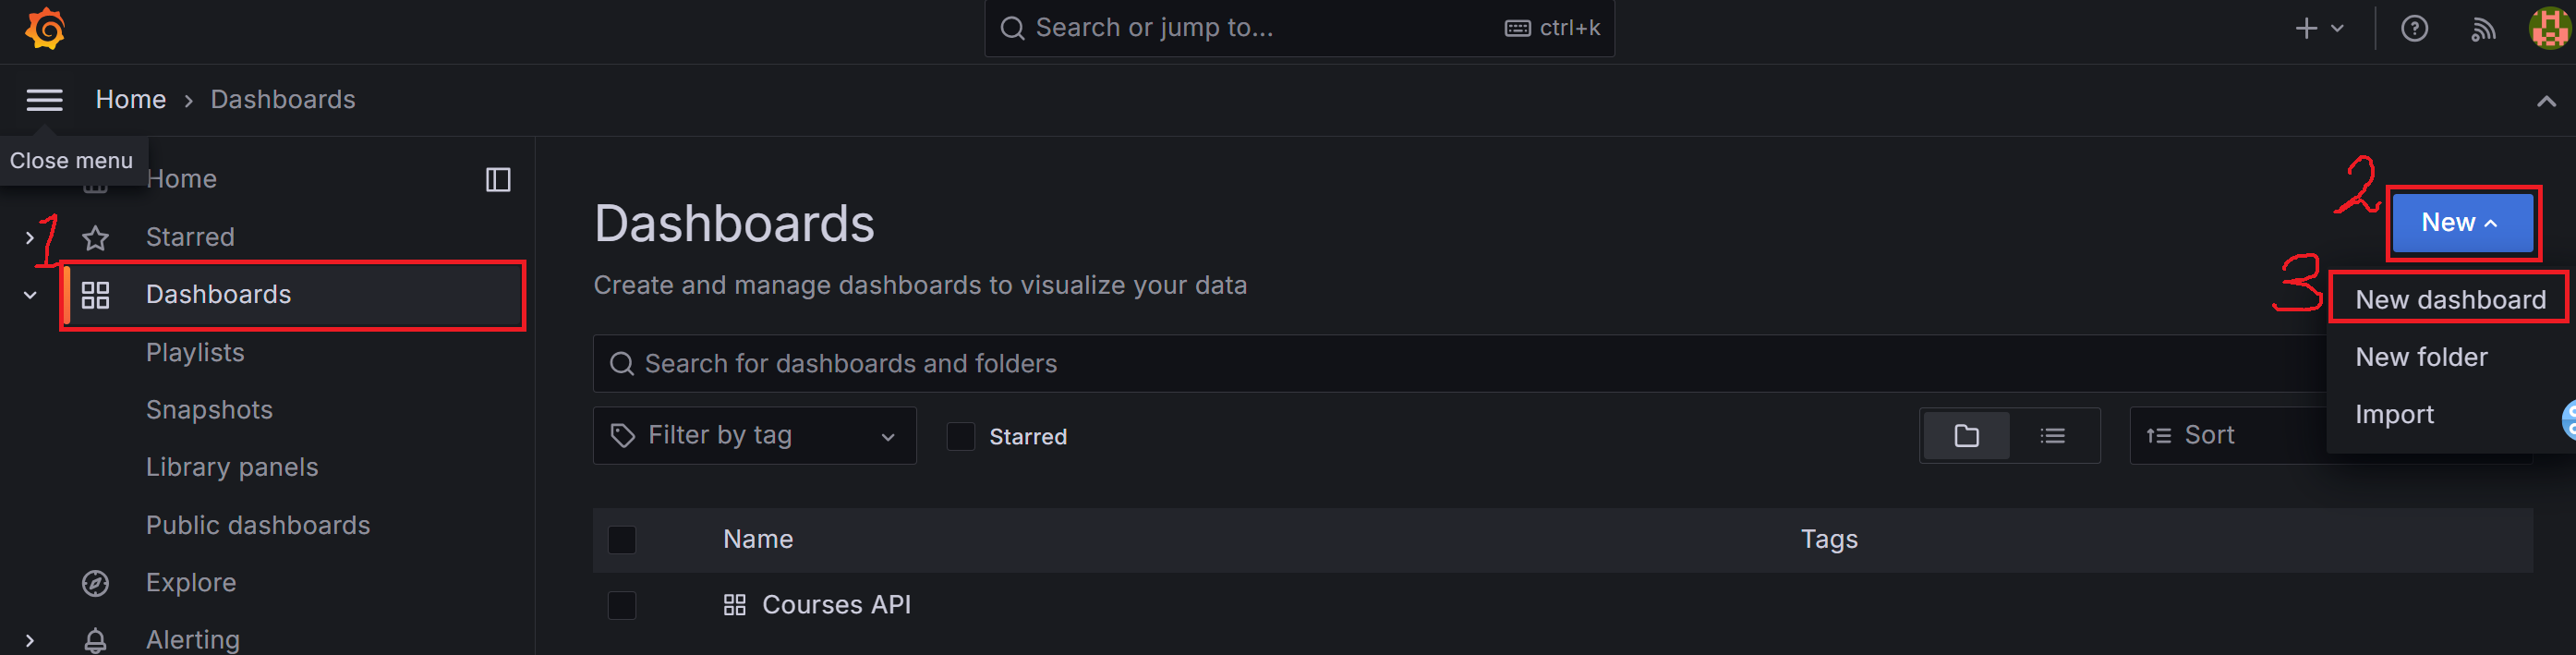 Search or jump to...
ctrl+k
Home
Dashboards
Close menu
Home
1
Starred
Dashboards
Playlists
Snapshots
Library panels
Public dashboards
Explore
Alerting
Dashboards
Create and manage dashboards to visualize your data
2
New
3
New dashboard
New folder
Import
Search for dashboards and folders
Filter by tag
Starred
Sort
Name
Tags
Courses API